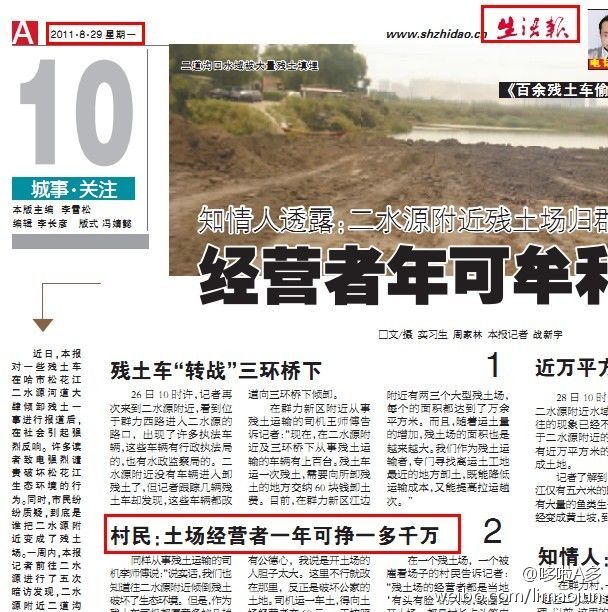 A
2011·8·29 星期一
www.shzhidao.cn
生活报
10
城事·关注
本版主编 李雪松
编辑 李长彦 版式 冯婧懿
二道沟口水域被大量残土填埋
《百余残土车偷
知情人透露:二水源附近残土场归群
经营者年可牟利
□文/摄 实习生 周家林 本报记者 战新宇
近日,本报
对一些残土车
在哈市松花江
二水源河道大
肆倾卸残土一
事进行报道后,
在社会引起强
烈反响。许多读
者致电强烈谴
责破坏松花江
生态环境的行
为。同时,市民纷
纷质疑,到底是
谁把二水源附
近变成了残土
场。一周内,本报
记者前往二水
源进行了五次
暗访发现,二水
源附近二道沟
残土车“转战”三环桥下
26日10时许,记者再
次来到二水源附近,看到位
于群力西路进入二水源的
路口,出现了许多执法车
辆,这些车辆有行政执法局
的,也有水政监察局的。二
水源附近没有车辆进入卸
残土了,但记者跟踪几辆残
土车却发现,这些车辆都改
道向三环桥下倾卸。
在群力新区附近从事
残土运输的司机王师傅告
诉记者:“现在,在二水源附
近及三环桥下从事残土运
输的车辆有上百台。残土车
运一次残土,需要向所卸残
土的地方交纳60块钱卸土
费。目前,在群力新区江边
1
附近有两三个大型残土场,
每个的面积都达到了万余
平方米。而且,随着运土量
的增加,残土场的面积也是
越来越大。我们作为残土运
输者,专门寻找离运土工地
最近的地方卸土,既能降低
运输成本,又能提高拉运趟
次。”
近万平方
28日10时
二水源附近水域
往的现象已经不
于二水源附近的
有近万平方米的
成土地。
记者了解到
江仅有五六米的
有大量的鱼类生
经变成黄土坡,到
村民:土场经营者一年可挣一多千万
同样从事残土运输的司
机李师傅说:“说实话,我们也
知道往二水源附近倾倒残土
破坏了生态环境。但是,作为
有公德心,我说是开土场的
人胆子太大。这里不行就改
在那里,反正是破坏公家的
土地。司机运一车土,得向土
2
在一个残土场,一个被
雇看场子的村民告诉记者:
“残土场的经营者都是当地
知情人:
在群力村,
@哆啦A多